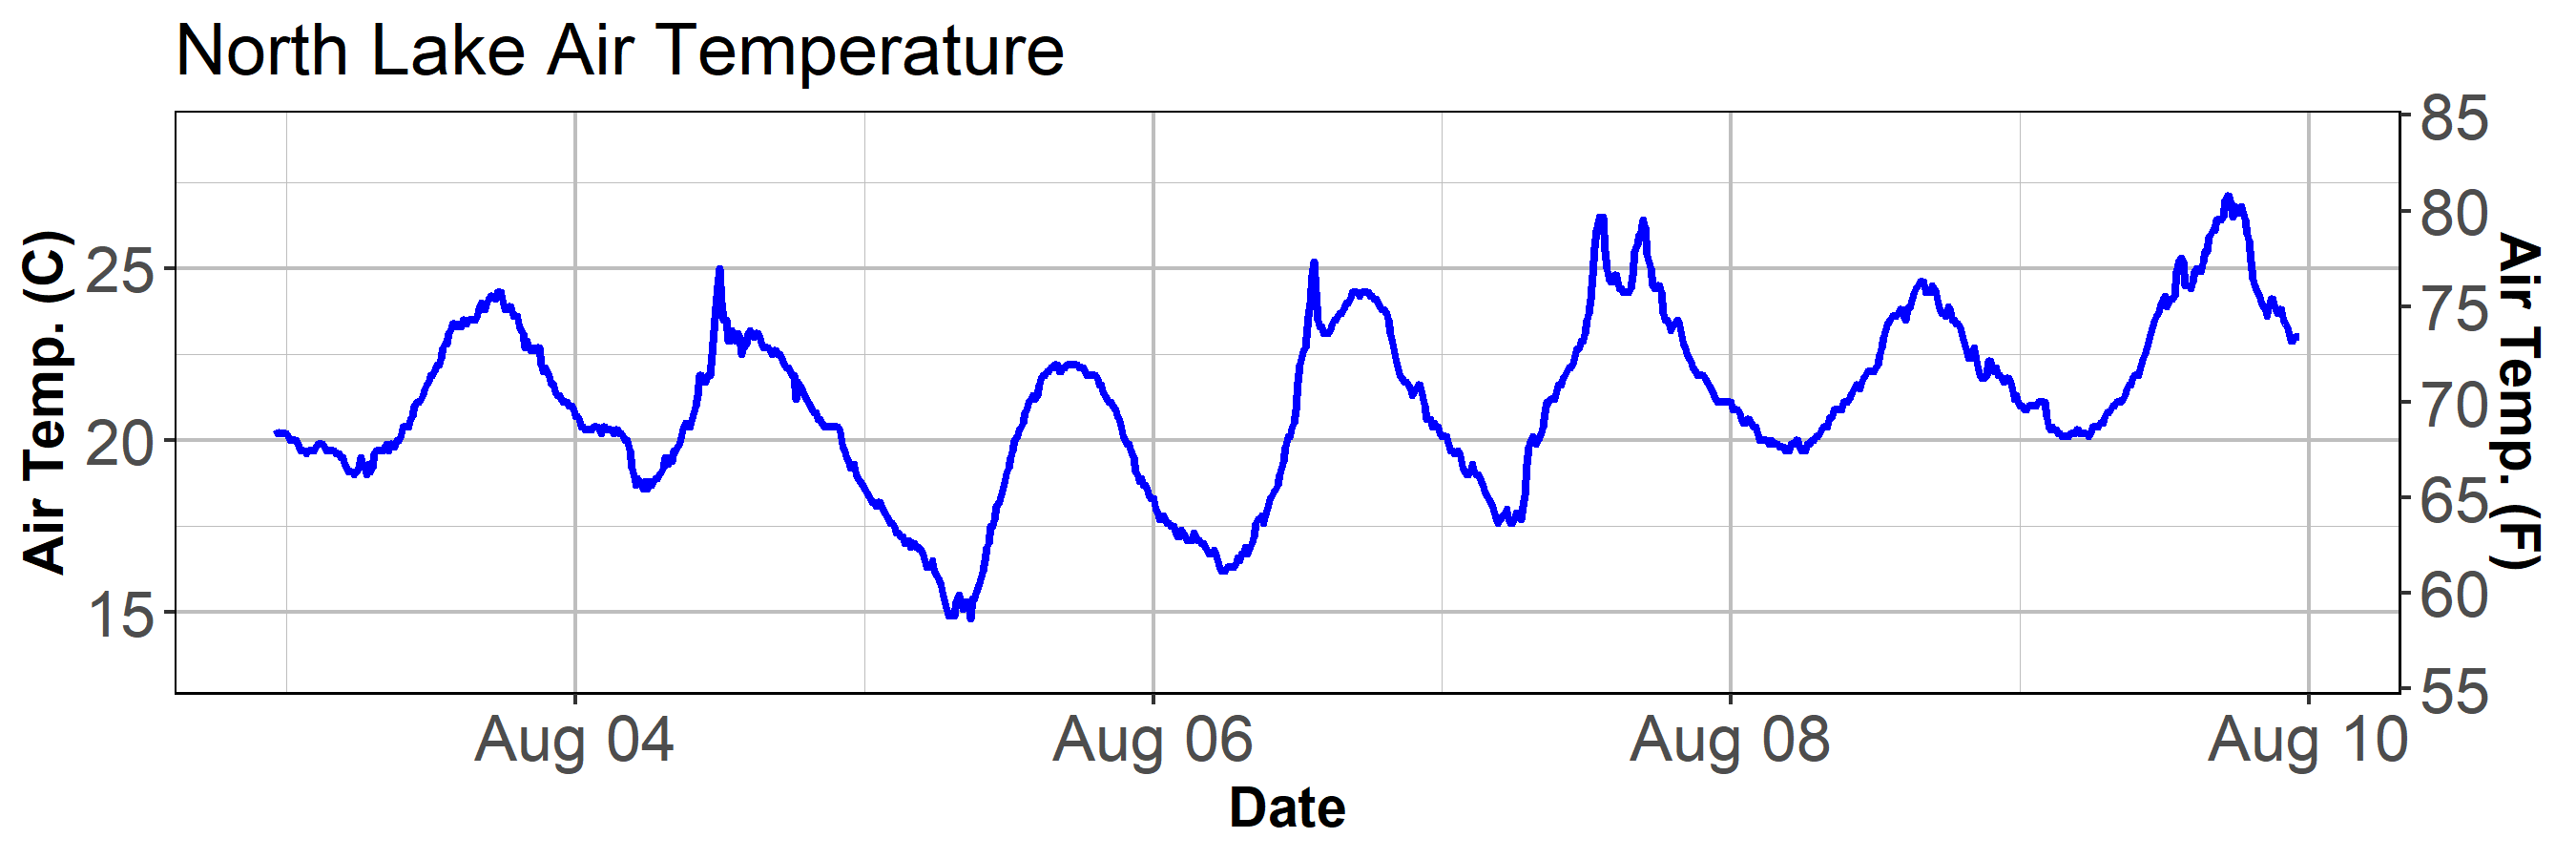 North Lake Air Temperature
Air Temp. (C)
25
20
15
85
80
75
70
65
60
55
Air Temp. (F)
Aug 04 Aug 06 Aug 08 Aug 10
Date